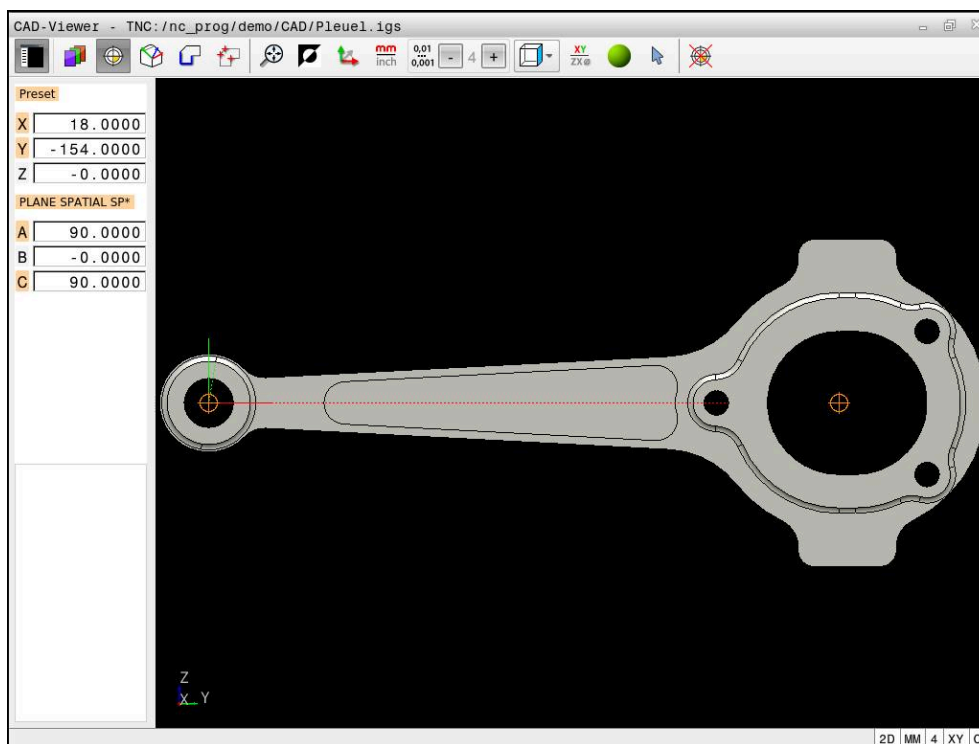 CAD-Viewer - TNC:/nc_prog/demo/CAD/Pleuel.igs
mm
inch
0,01
0,001
- 4 +
XY
ZX
Preset
X 18.0000
Y -154.0000
Z -0.0000
PLANE SPATIAL SP*
A 90.0000
B -0.0000
C 90.0000
Z
X Y
2D MM 4 XY